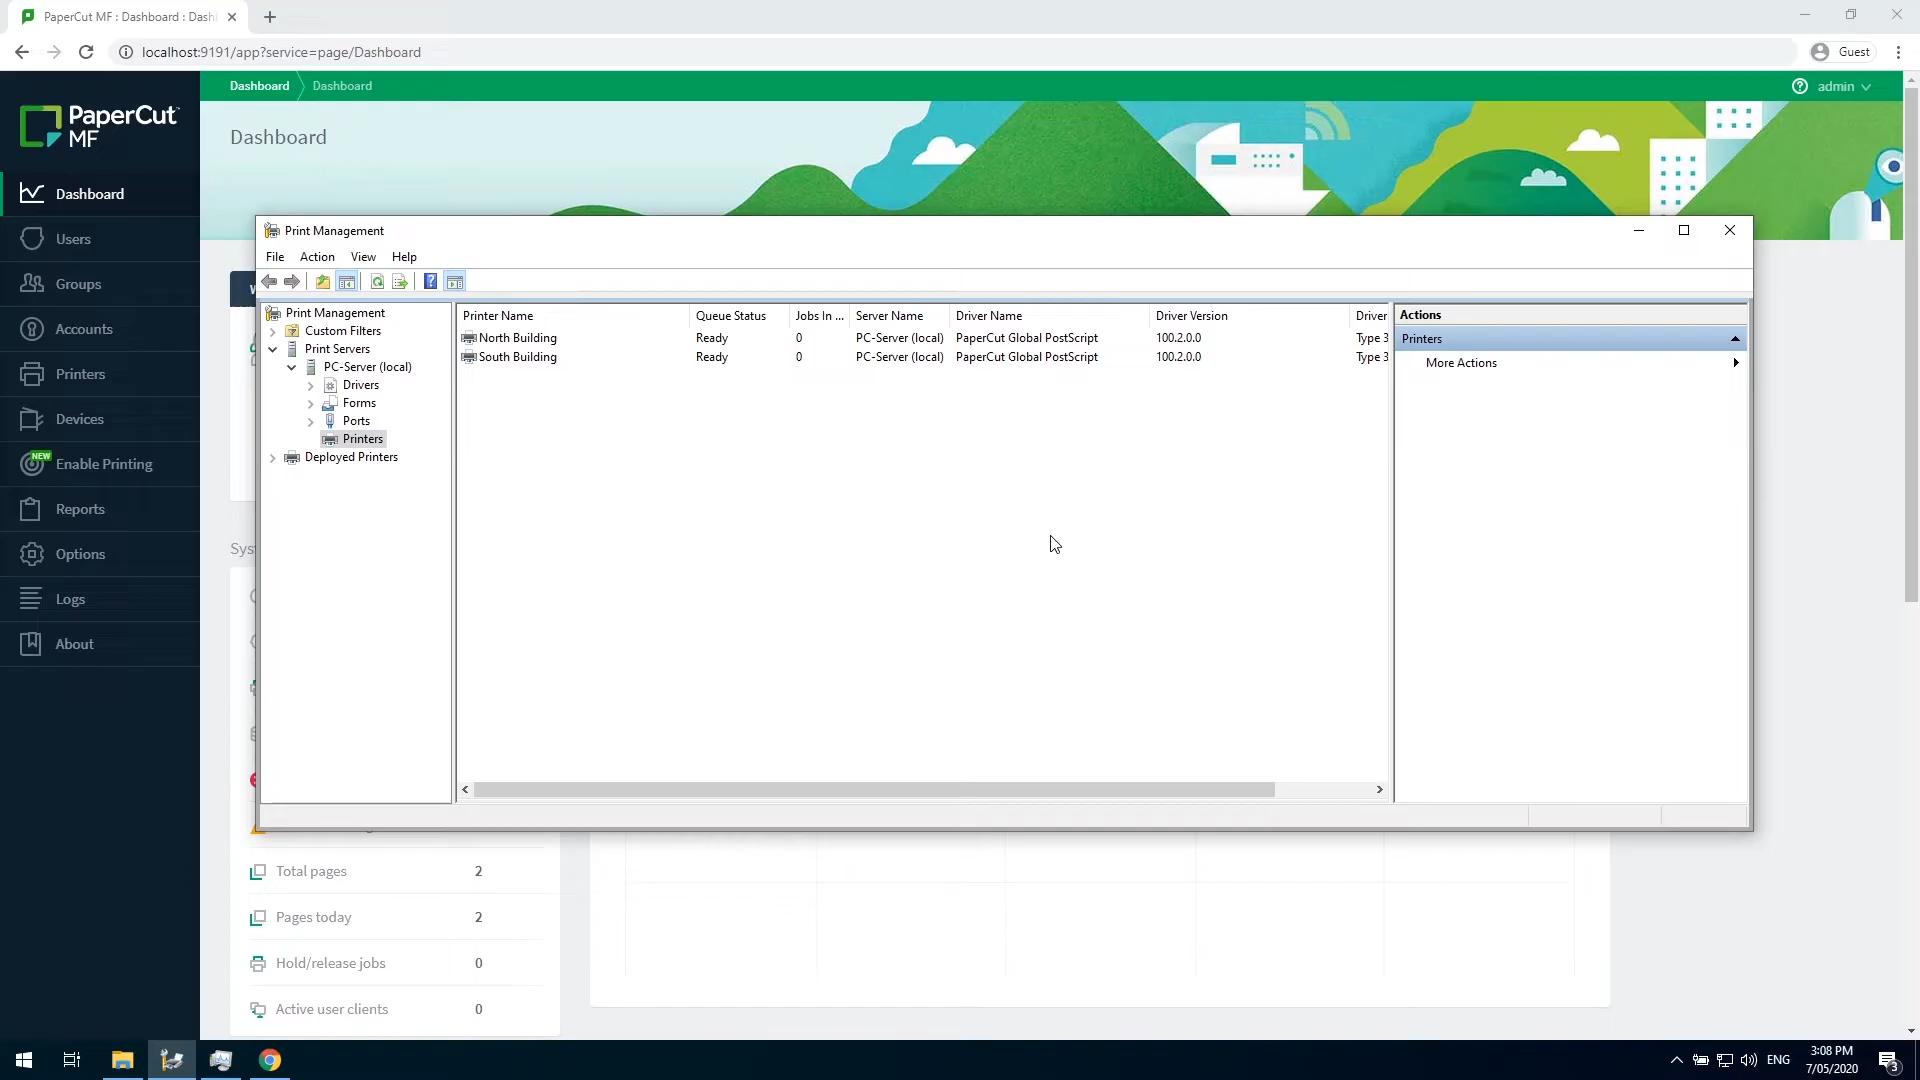 PaperCut MF : Dashboard : Dash
localhost:9191/app?service=page/Dashboard
Guest
PaperCut
MF
Dashboard
Users
Groups
Accounts
Printers
Devices
NEW
Enable Printing
Reports
Options
Logs
About
Dashboard
Dashboard
admin
Dashboard
Print Management
File Action View Help
Print Management
Custom Filters
Print Servers
PC-Server (local)
Drivers
Forms
Ports
Printers
Deployed Printers
Printer Name Queue Status Jobs In ... Server Name Driver Name Driver Version Driver
North Building Ready 0 PC-Server (local) PaperCut Global PostScript 100.2.0.0 Type 3
South Building Ready 0 PC-Server (local) PaperCut Global PostScript 100.2.0.0 Type 3
Actions
Printers
More Actions
Total pages 2
Pages today 2
Hold/release jobs 0
Active user clients 0
ENG
3:08 PM
7/05/2020
3